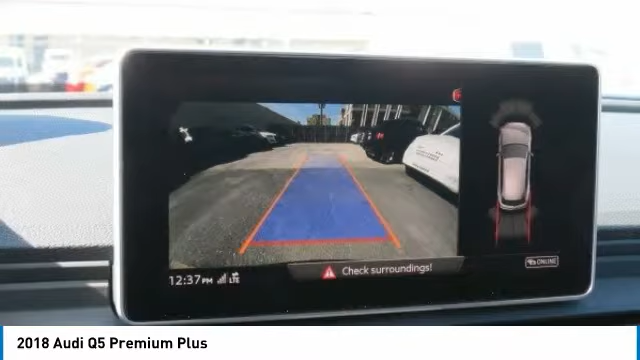 12:37PM LTE
Check surroundings!
ONLINE
2018 Audi Q5 Premium Plus